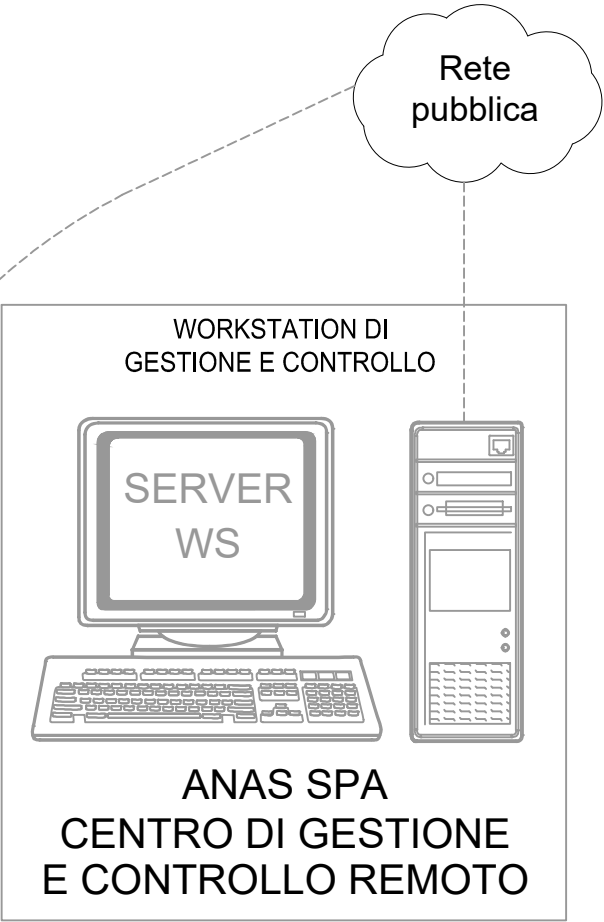 Rete
pubblica
WORKSTATION DI
GESTIONE E CONTROLLO
SERVER
WS
ANAS SPA
CENTRO DI GESTIONE
E CONTROLLO REMOTO